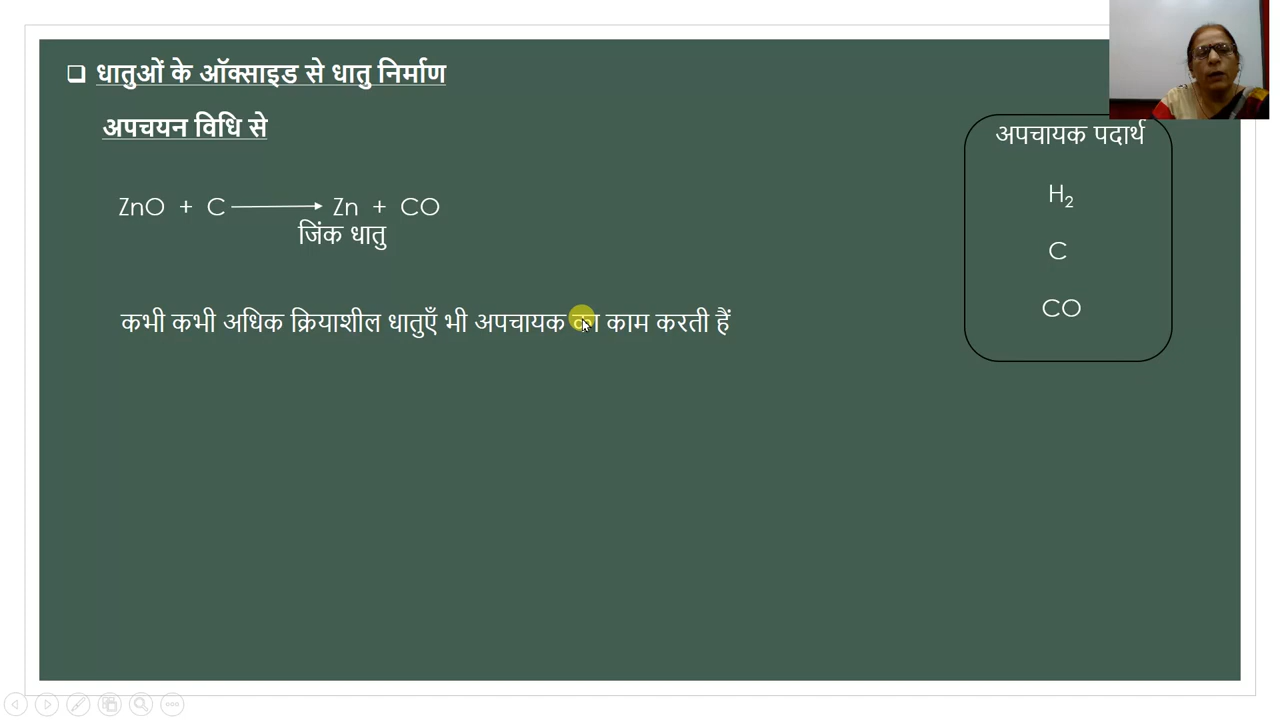 ❑ धातुओं के ऑक्साइड से धातु निर्माण
अपचयन विधि से
ZnO + C ⟶ Zn + CO
जिंक धातु
कभी कभी अधिक क्रियाशील धातुएँ भी अपचायक का काम करती हैं
अपचायक पदार्थ
H₂
C
CO